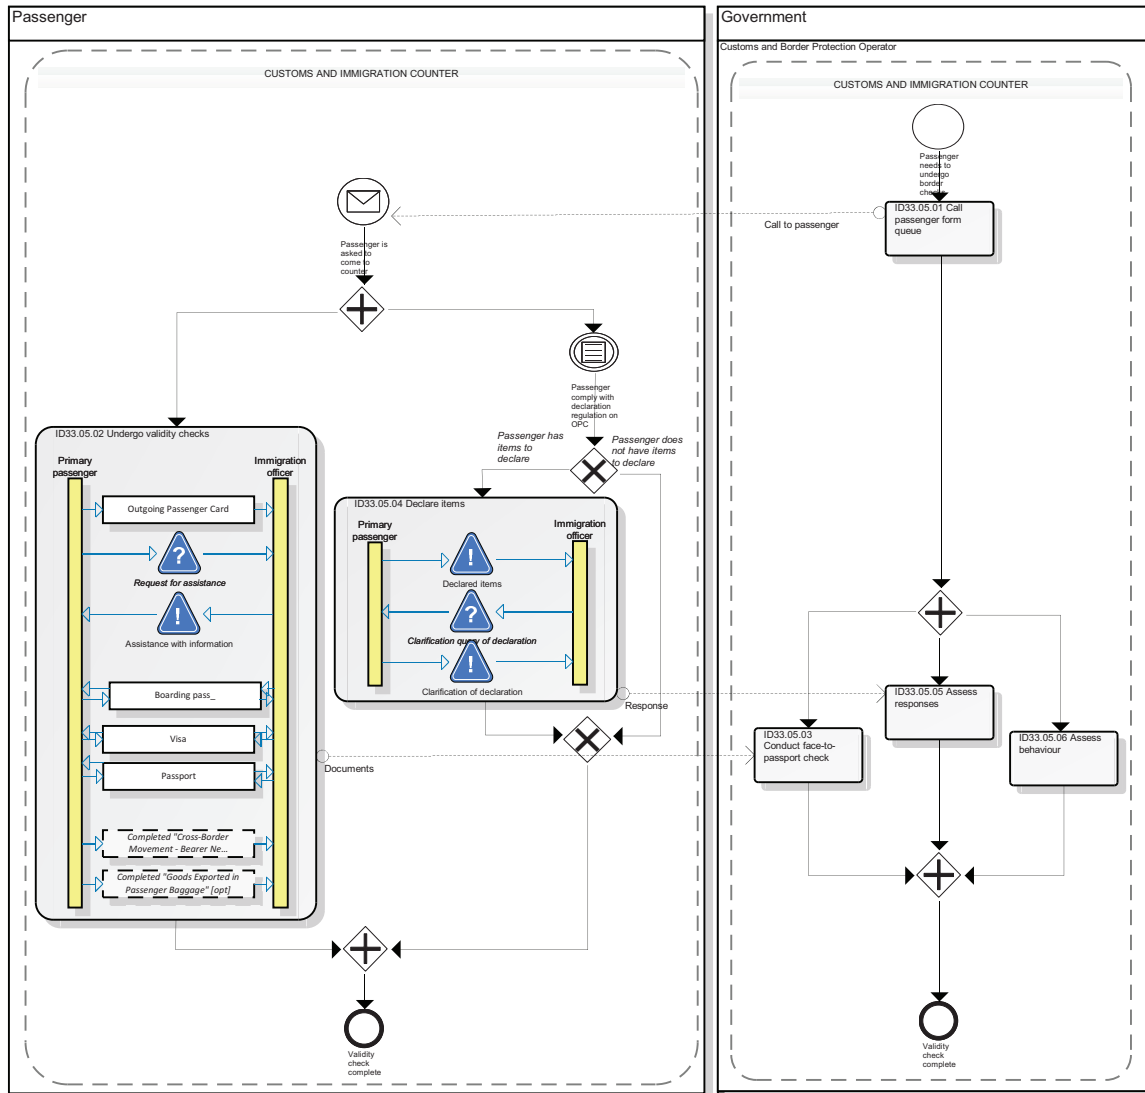 Passenger
CUSTOMS AND IMMIGRATION COUNTER
Passenger is
asked to
come to
counter
Passenger
comply with
declaration
regulation on
OPC
Passenger has
items to
declare
Passenger does
not have items
to declare
ID33.05.02 Undergo validity checks
Primary
passenger
Immigration
officer
Outgoing Passenger Card
?
Request for assistance
!
Assistance with information
Boarding pass_
Visa
Passport
Completed "Cross-Border
Movement - Bearer Ne...
Completed "Goods Exported in
Passenger Baggage" [opt]
ID33.05.04 Declare items
Primary
passenger
Immigration
officer
!
Declared items
?
Clarification query of declaration
!
Clarification of declaration
Response
Documents
Validity
check
complete
Government
Customs and Border Protection Operator
CUSTOMS AND IMMIGRATION COUNTER
Passenger
needs to
undergo
border
checks
ID33.05.01 Call
passenger form
queue
Call to passenger
ID33.05.05 Assess
responses
ID33.05.03
Conduct face-to-
passport check
ID33.05.06 Assess
behaviour
Validity
check
complete